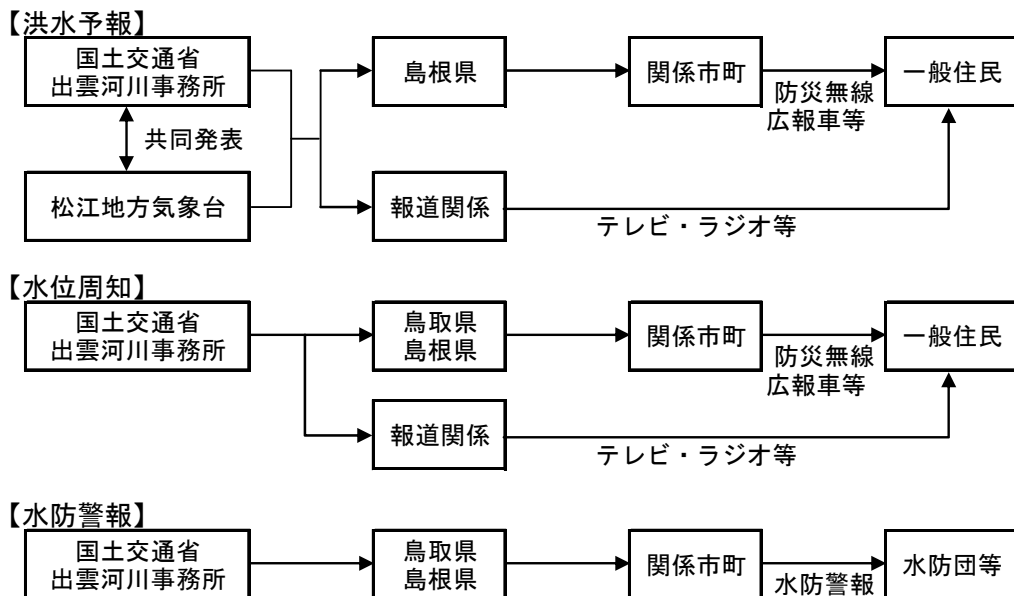 【洪水予報】
国土交通省
出雲河川事務所
共同発表
松江地方気象台
島根県
関係市町
防災無線
広報車等
一般住民
報道関係
テレビ・ラジオ等
【水位周知】
国土交通省
出雲河川事務所
鳥取県
島根県
関係市町
防災無線
広報車等
一般住民
報道関係
テレビ・ラジオ等
【水防警報】
国土交通省
出雲河川事務所
鳥取県
島根県
関係市町
水防警報
水防団等